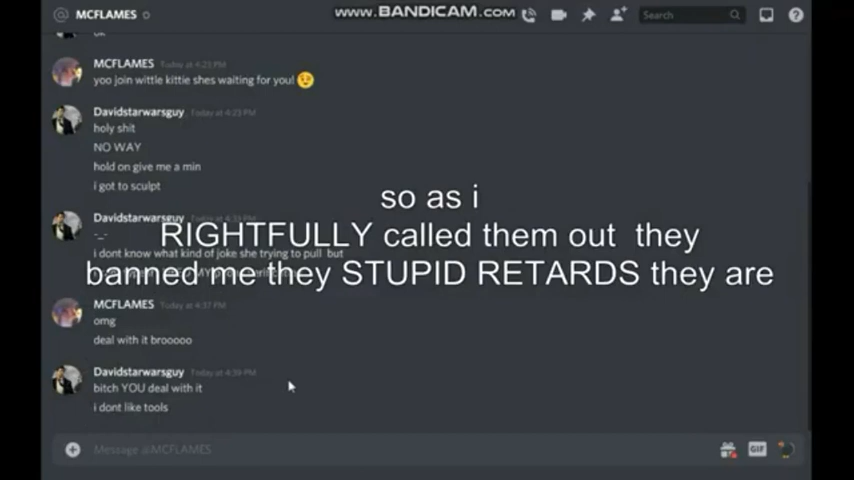 @ MCFLAMES
www.BANDICAM.com
Search
MCFLAMES Today at 4:23 PM
yoo join wittle kittie shes waiting for you!
Davidstarwarsguy Today at 4:23 PM
holy shit
NO WAY
hold on give me a min
i got to sculpt
so as i
Davidstarwarsguy
-_-
RIGHTFULLY called them out they
i dont know what kind of joke she trying to pull but
banned me they STUPID RETARDS they are
MCFLAMES Today at 4:37 PM
omg
deal with it brooooo
Davidstarwarsguy Today at 4:39 PM
bitch YOU deal with it
i dont like tools
Message @MCFLAMES
GIF